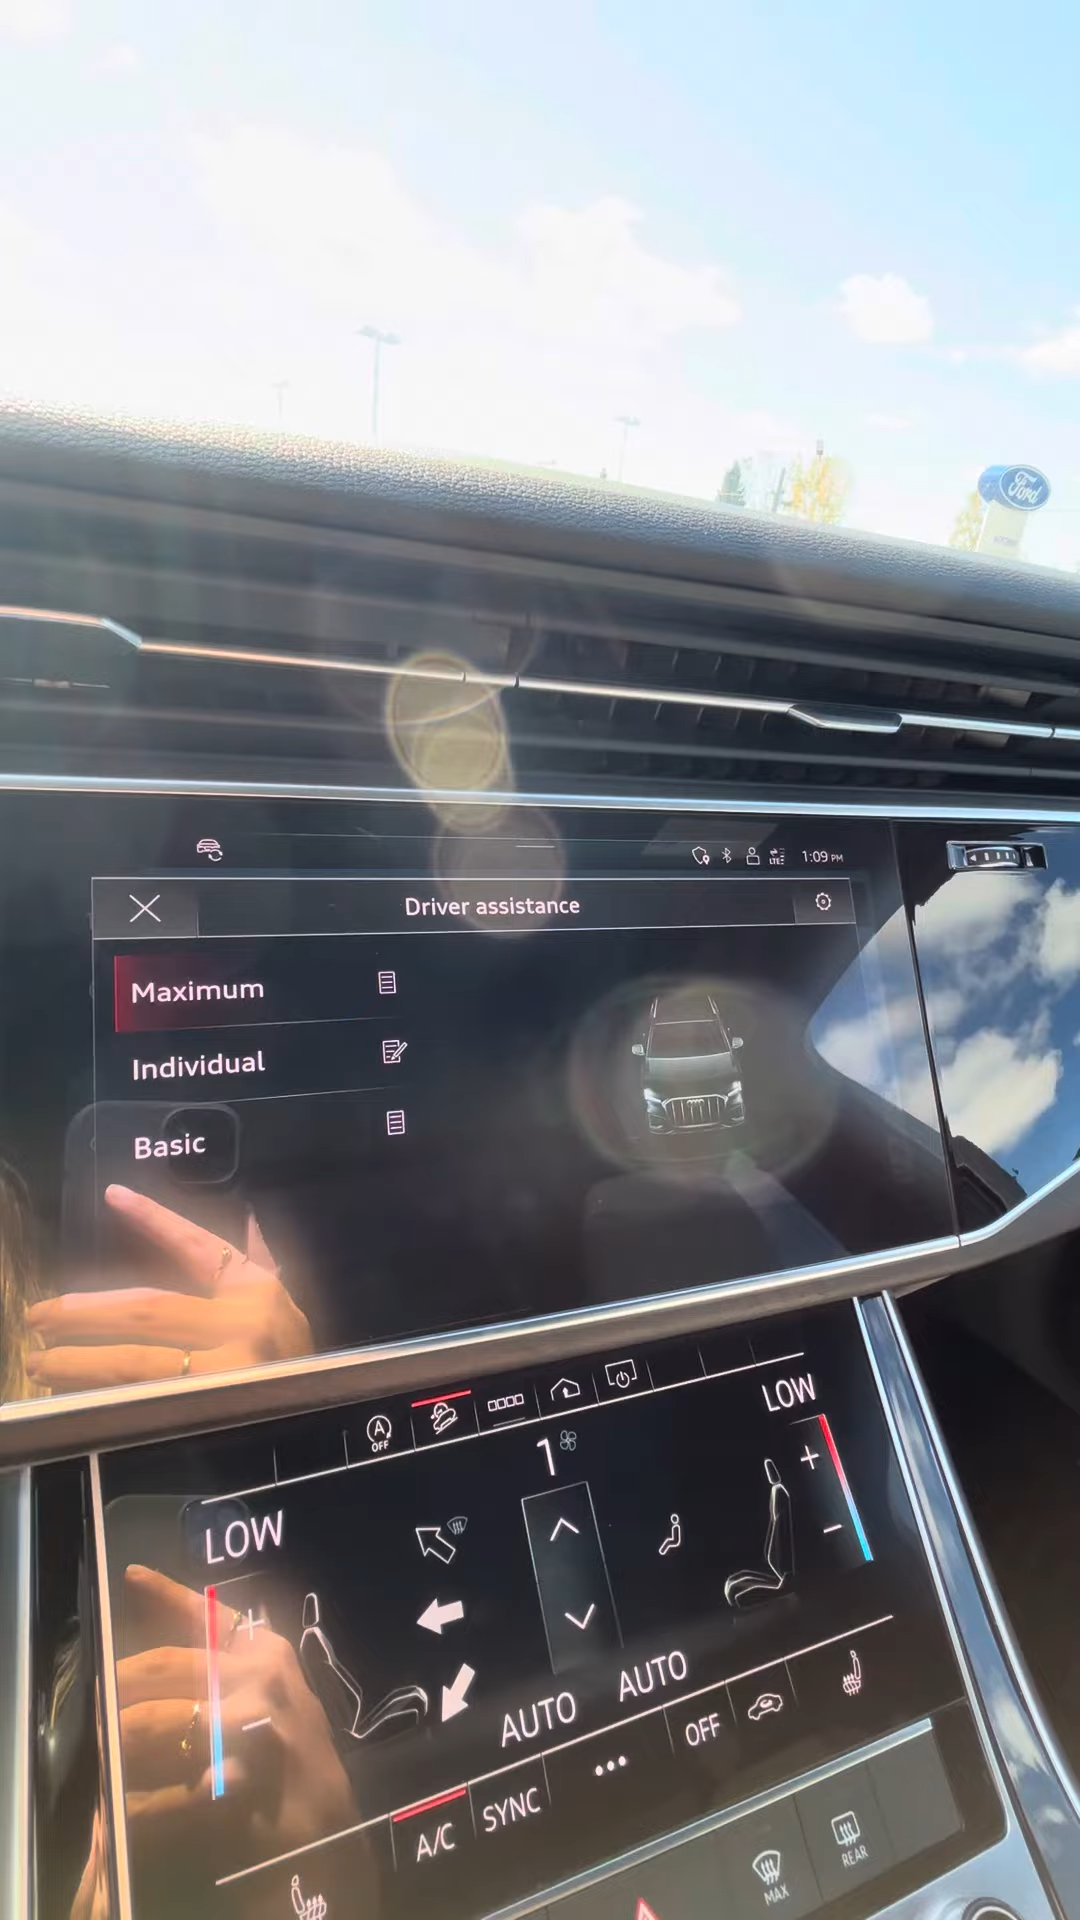 Ford
LTE
1:09 PM
Driver assistance
Maximum
Individual
Basic
A
OFF
LOW
1
LOW
AUTO
AUTO
A/C
SYNC
OFF
MAX
REAR